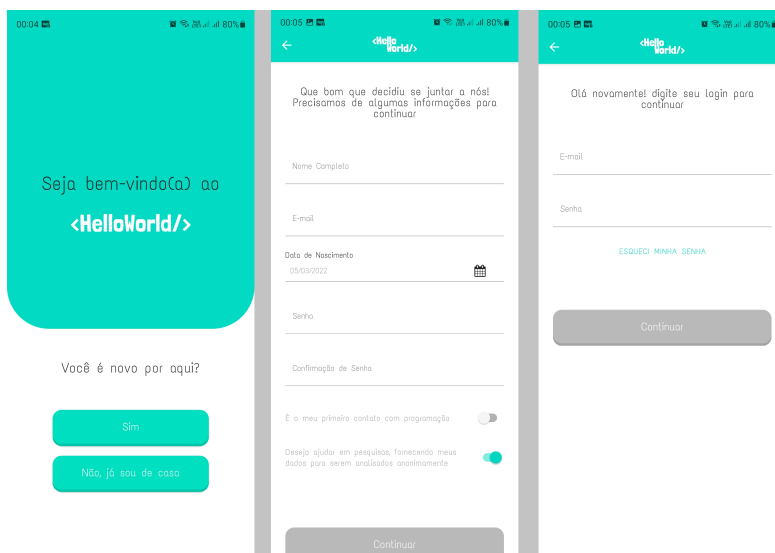 00:04
80%
Seja bem-vindo(a) ao
<HelloWorld/>
Você é novo por aqui?
Sim
Não, já sou de casa
00:05
80%
<Hello
World/>
Que bom que decidiu se juntar a nós!
Precisamos de algumas informações para
continuar
Nome Completo
E-mail
Data de Nascimento
05/03/2022
Senha
Confirmação de Senha
É o meu primeiro contato com programação
Desejo ajudar em pesquisas, fornecendo meus
dados para serem analisados anonimamente
Continuar
00:05
80%
<Hello
World/>
Olá novamente! digite seu login para
continuar
E-mail
Senha
ESQUECI MINHA SENHA
Continuar